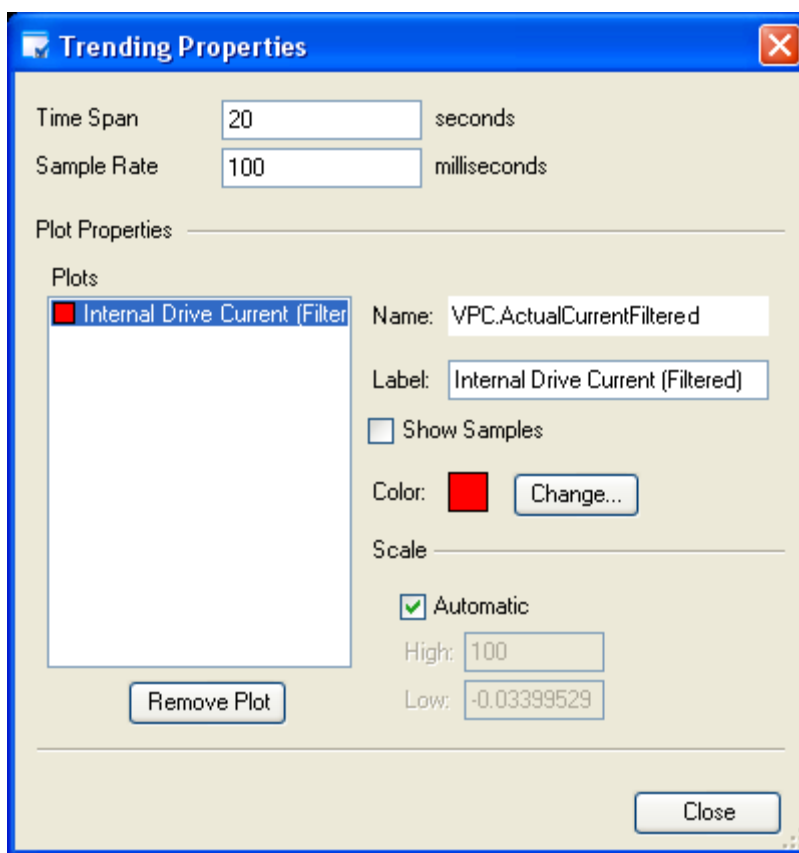 Trending Properties
Time Span 20 seconds
Sample Rate 100 milliseconds
Plot Properties
Plots
Internal Drive Current (Filter
Name: VPC.ActualCurrentFiltered
Label: Internal Drive Current (Filtered)
Show Samples
Color: Change...
Scale
Automatic
High: 100
Low: -0.03399529
Remove Plot
Close